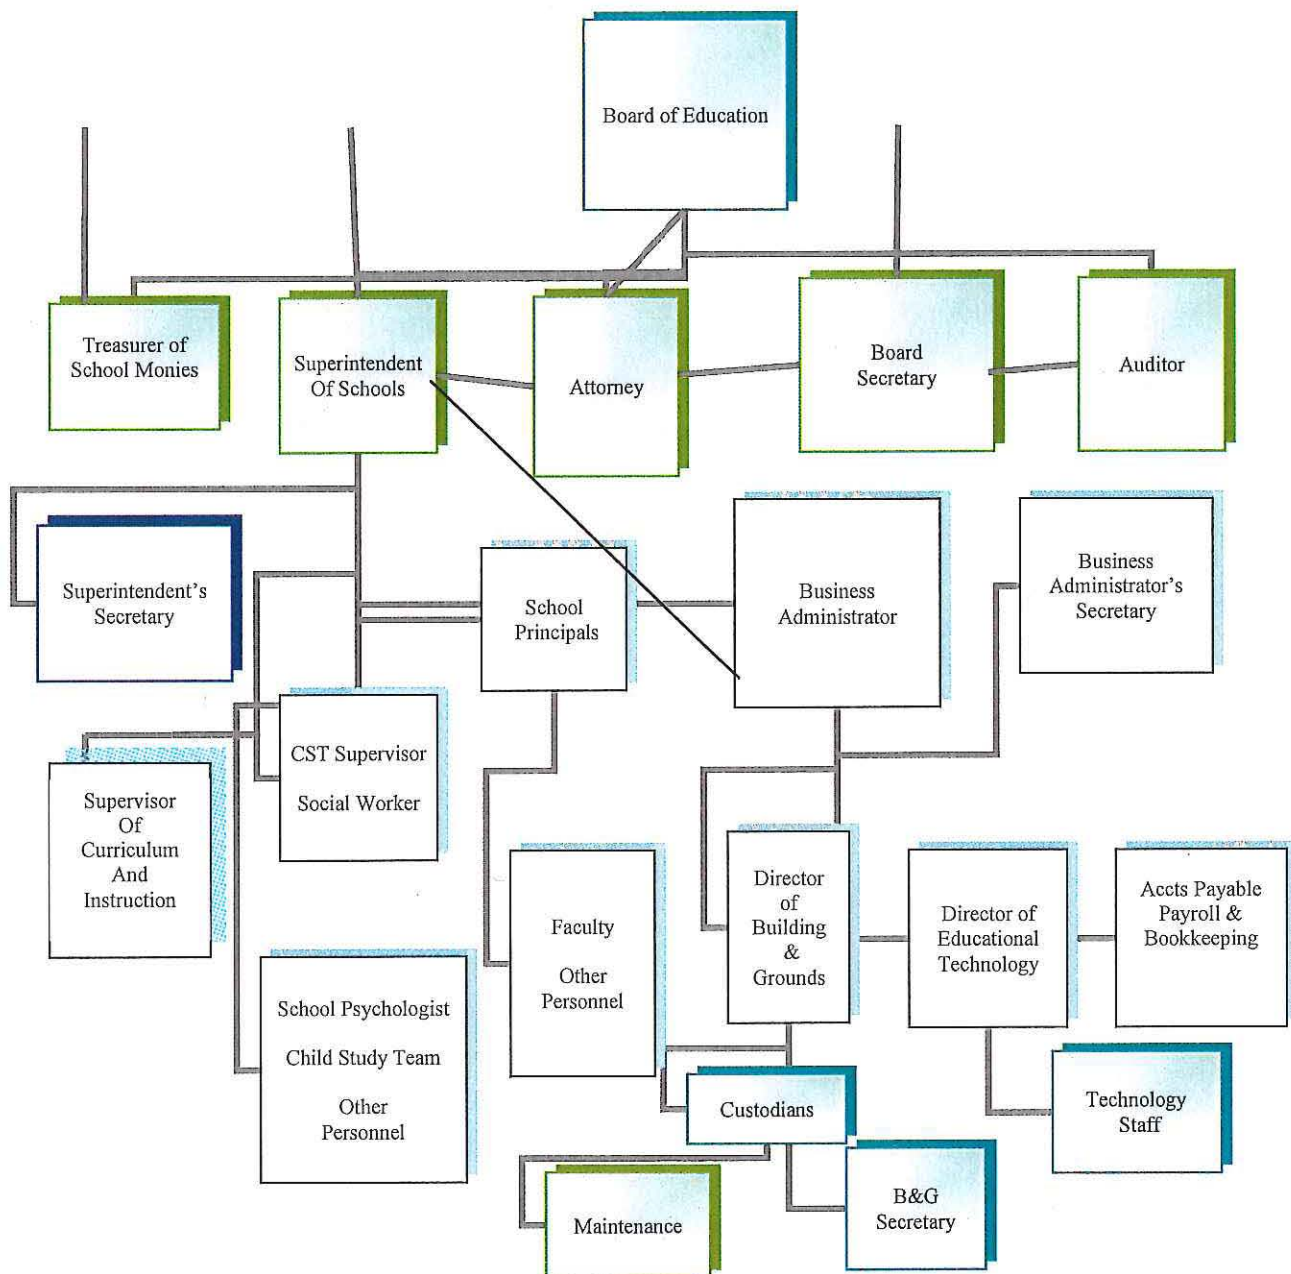 Board of Education
Treasurer of
School Monies
Superintendent
Of Schools
Attorney
Board
Secretary
Auditor
Superintendent's
Secretary
School
Principals
Business
Administrator
Business
Administrator's
Secretary
CST Supervisor
Social Worker
Supervisor
Of
Curriculum
And
Instruction
Faculty
Other
Personnel
Director
of
Building
&
Grounds
Director of
Educational
Technology
Accts Payable
Payroll &
Bookkeeping
School Psychologist
Child Study Team
Other
Personnel
Custodians
Technology
Staff
Maintenance
B&G
Secretary